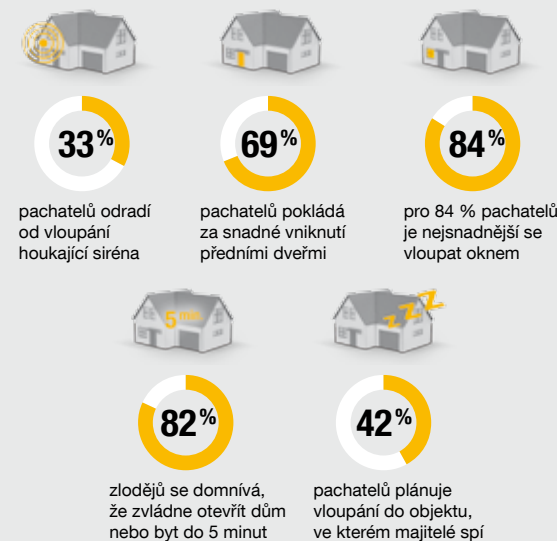 33%
pachatelů odradí
od vloupání
houkající siréna
69%
pachatelů pokládá
za snadné vniknutí
předními dveřmi
84%
pro 84 % pachatelů
je nejsnadnější se
vloupat oknem
5 min.
82%
zlodějů se domnívá,
že zvládne otevřít dům
nebo byt do 5 minut
zZZ
42%
pachatelů plánuje
vloupání do objektu,
ve kterém majitelé spí